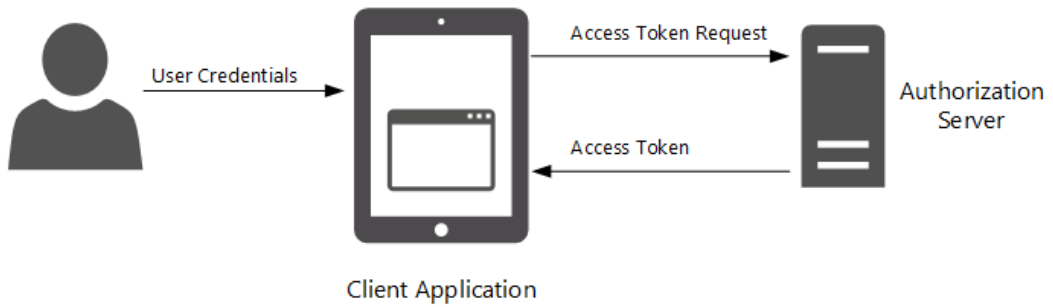 Access Token Request
User Credentials
Authorization
Server
Access Token
Client Application